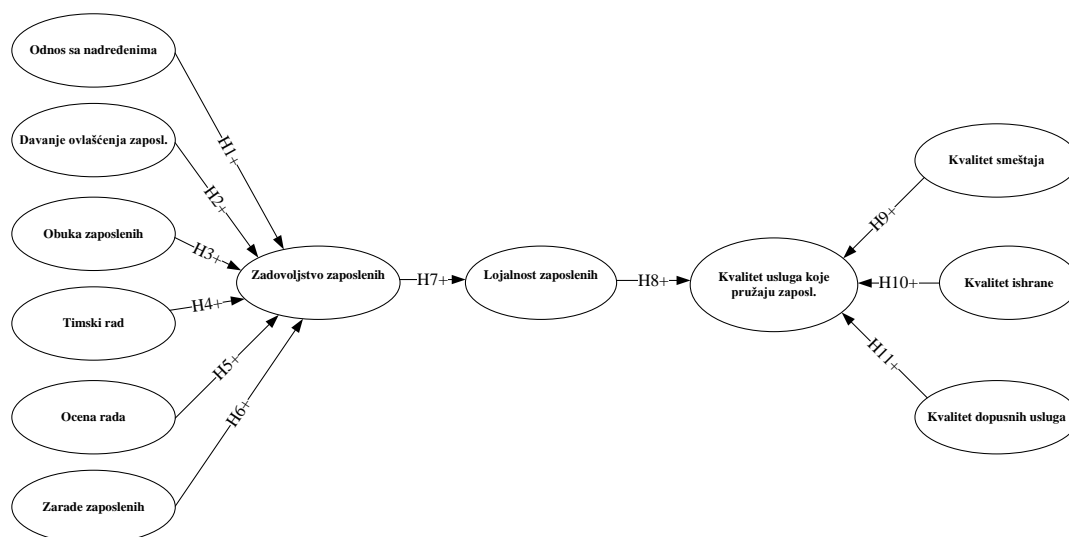 Odnos sa nadređenima
Davanje ovlašćenja zaposl.
Obuka zaposlenih
Timski rad
Ocena rada
Zarade zaposlenih
H1+
H2+
H3+
H4+
H5+
H6+
Zadovoljstvo zaposlenih
H7+
Lojalnost zaposlenih
H8+
Kvalitet usluga koje
pružaju zaposl.
H9+
H10+
H11+
Kvalitet smeštaja
Kvalitet ishrane
Kvalitet dopusnih usluga